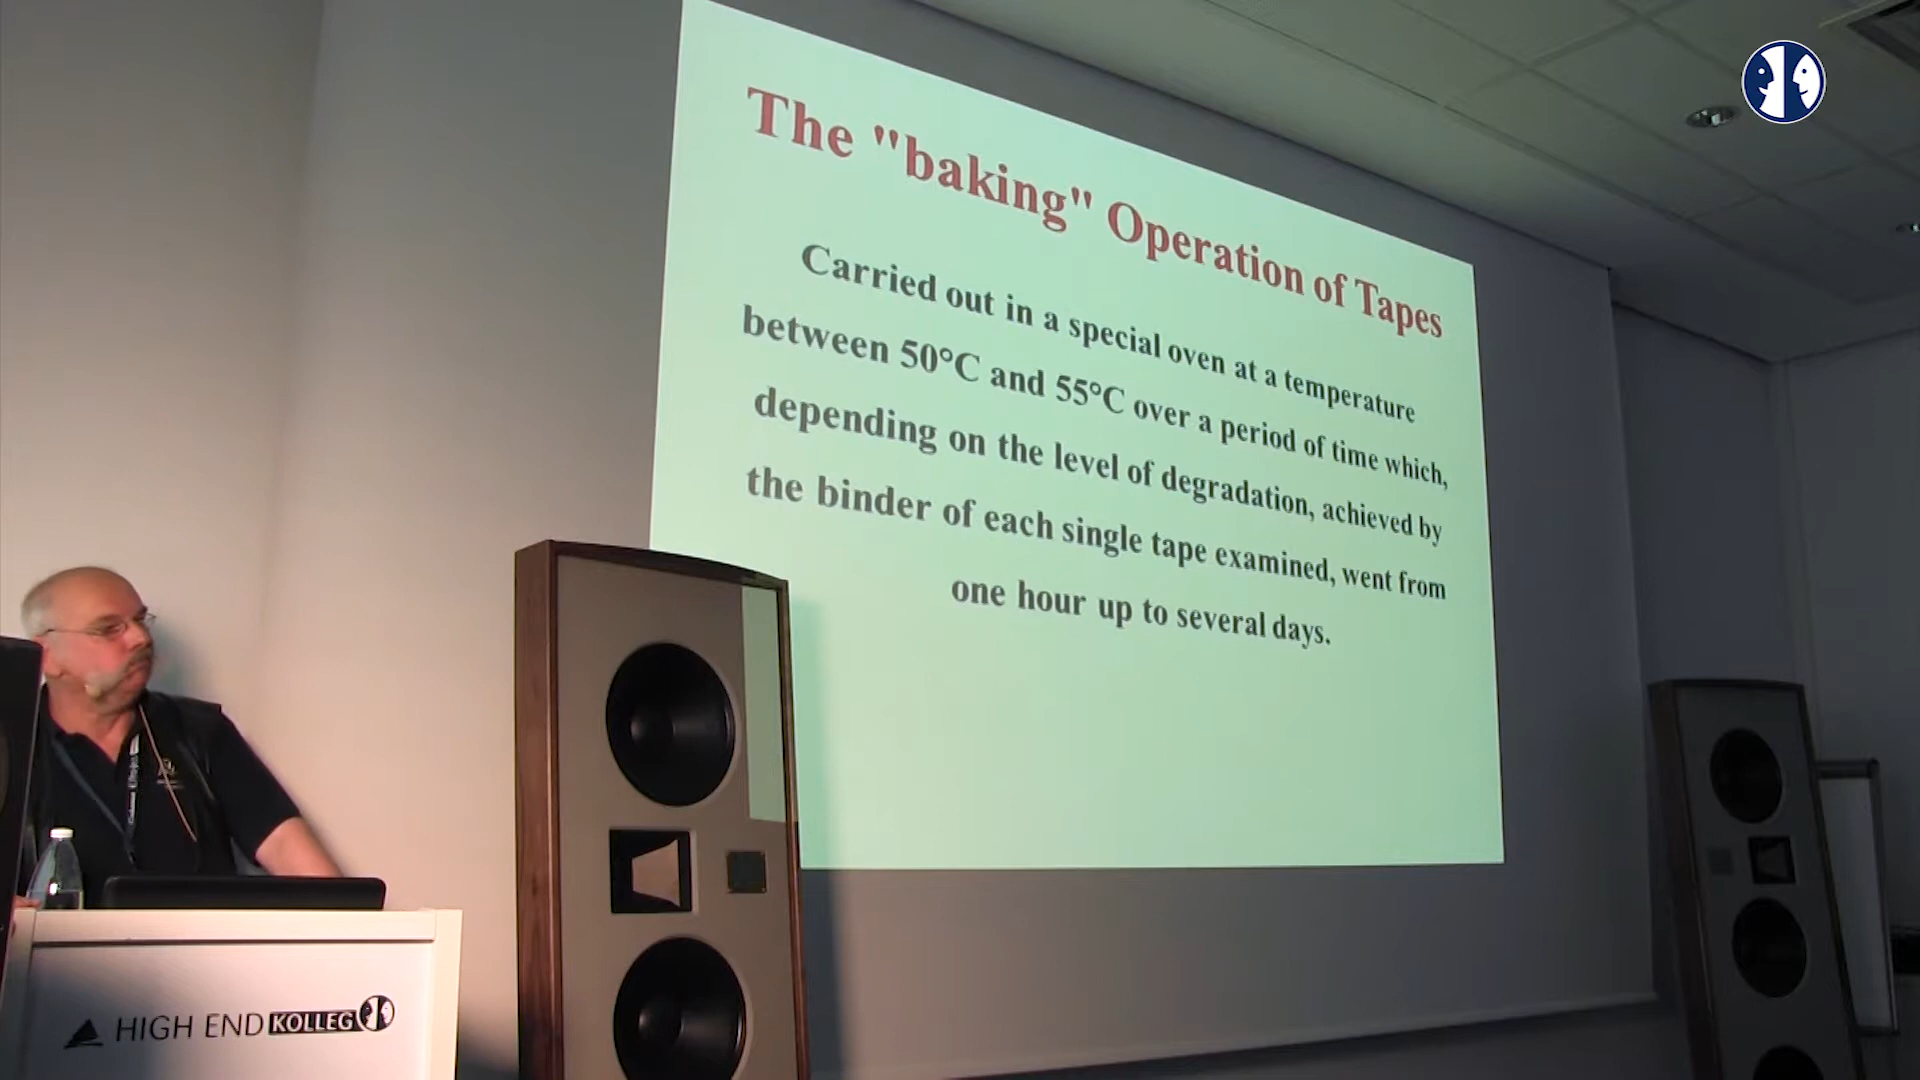 The "baking" Operation of Tapes
Carried out in a special oven at a temperature
between 50°C and 55°C over a period of time which,
depending on the level of degradation, achieved by
the binder of each single tape examined, went from
one hour up to several days.
HIGH END KOLLEG